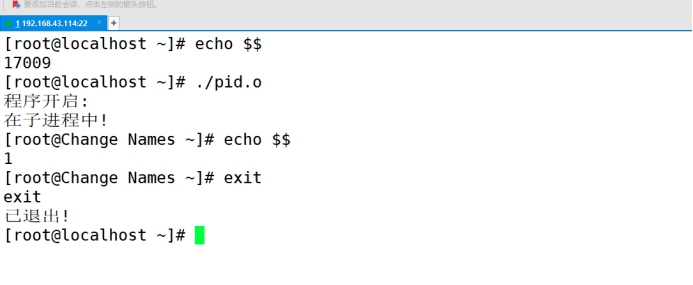 要添加当前会话，点击左侧的箭头按钮。
1 192.168.43.114:22 × +
[root@localhost ~]# echo $$
17009
[root@localhost ~]# ./pid.o
程序开启:
在子进程中!
[root@Change Names ~]# echo $$
1
[root@Change Names ~]# exit
exit
已退出!
[root@localhost ~]#